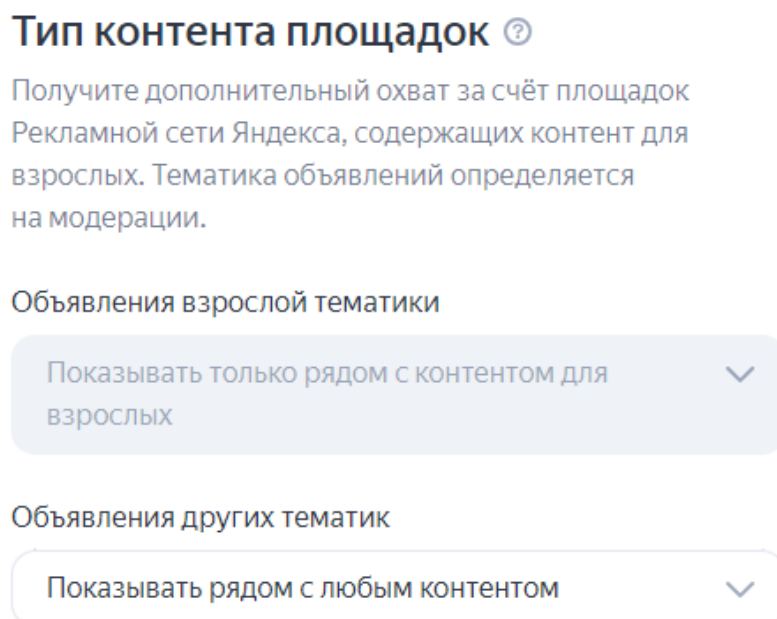 Тип контента площадок
Получите дополнительный охват за счёт площадок
Рекламной сети Яндекса, содержащих контент для
взрослых. Тематика объявлений определяется
на модерации.
Объявления взрослой тематики
Показывать только рядом с контентом для
взрослых
Объявления других тематик
Показывать рядом с любым контентом